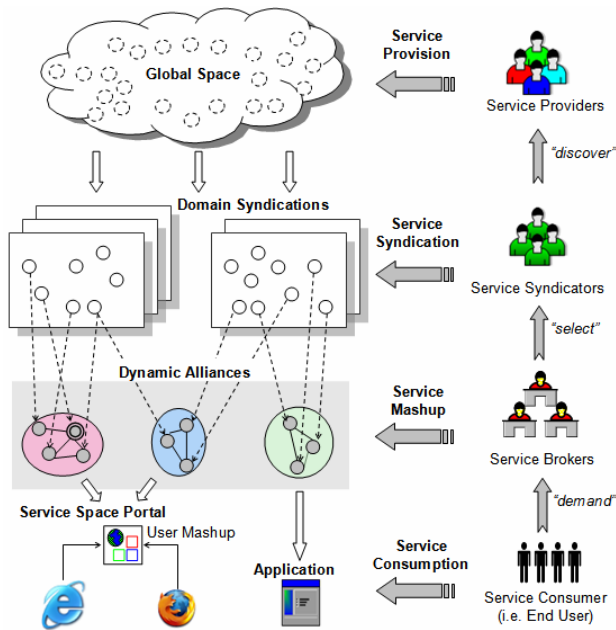 Global Space
Service
Provision
Service Providers
“discover”
Domain Syndications
Service
Syndication
Service Syndicators
“select”
Dynamic Alliances
Service
Mashup
Service Brokers
“demand”
Service Space Portal
User Mashup
Application
Service
Consumption
Service Consumer
(i.e. End User)